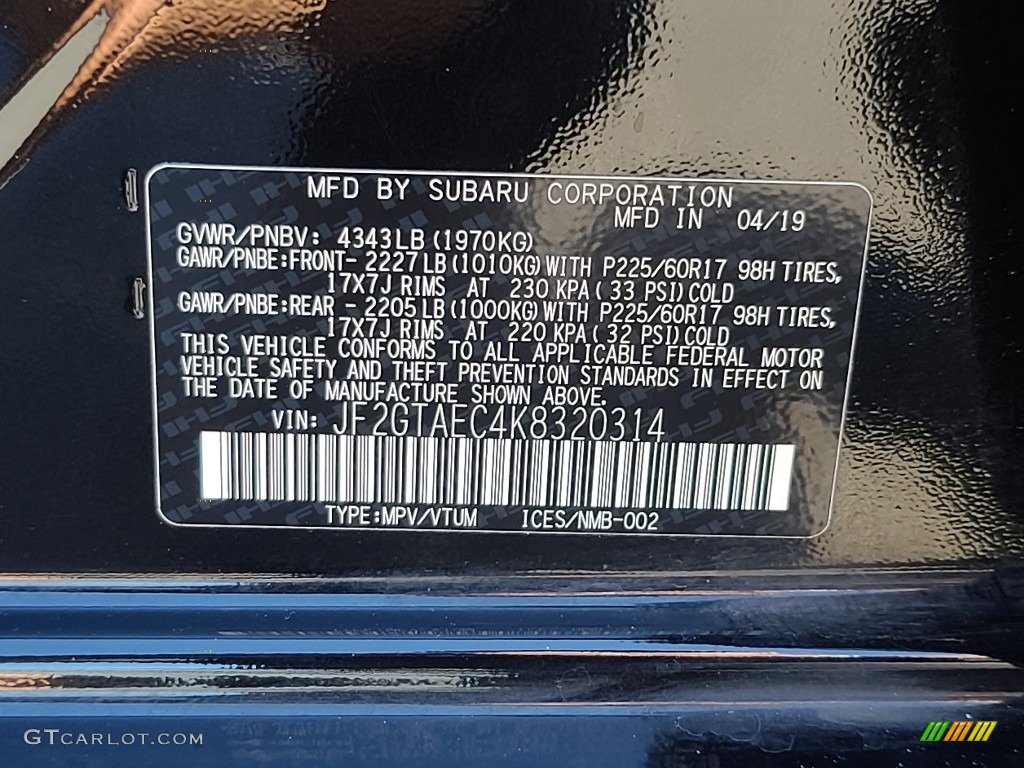 MFD BY SUBARU CORPORATION
MFD IN 04/19
GVWR/PNBV: 4343LB (1970KG)
GAWR/PNBE:FRONT- 2227LB (1010KG) WITH P225/60R17 98H TIRES,
17X7J RIMS AT 230 KPA ( 33 PSI) COLD
GAWR/PNBE:REAR - 2205LB (1000KG) WITH P225/60R17 98H TIRES,
17X7J RIMS AT 220 KPA ( 32 PSI) COLD
THIS VEHICLE CONFORMS TO ALL APPLICABLE FEDERAL MOTOR
VEHICLE SAFETY AND THEFT PREVENTION STANDARDS IN EFFECT ON
THE DATE OF MANUFACTURE SHOWN ABOVE.
VIN: JF2GTAEC4K8320314
TYPE:MPV/VTUM ICES/NMB-002
GTCARLOT.COM